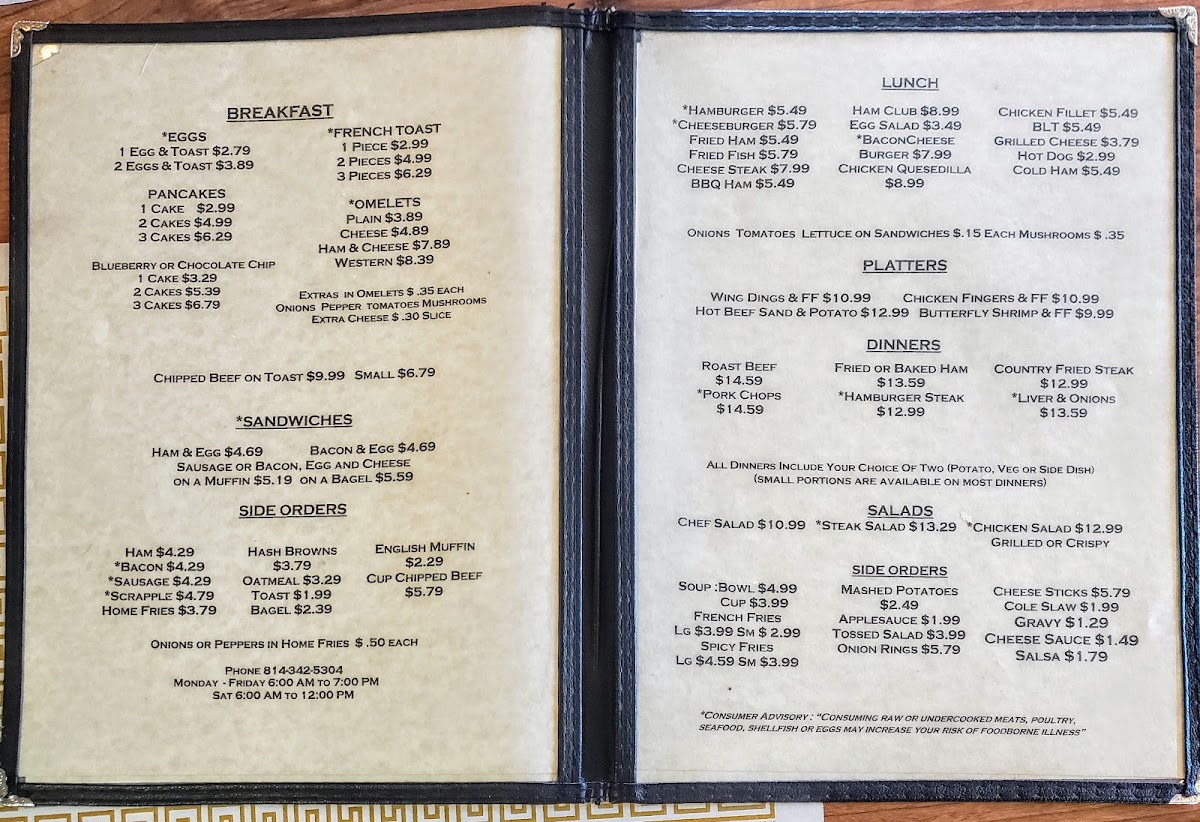 BREAKFAST
*EGGS
1 EGG & TOAST $2.79
2 EGGS & TOAST $3.89
PANCAKES
1 CAKE $2.99
2 CAKES $4.99
3 CAKES $6.29
BLUEBERRY OR CHOCOLATE CHIP
1 CAKE $3.29
2 CAKES $5.39
3 CAKES $6.79
*FRENCH TOAST
1 PIECE $2.99
2 PIECES $4.99
3 PIECES $6.29
*OMELETS
PLAIN $3.89
CHEESE $4.89
HAM & CHEESE $7.89
WESTERN $8.39
EXTRAS IN OMELETS $ .35 EACH
ONIONS PEPPER TOMATOES MUSHROOMS
EXTRA CHEESE $ .30 SLICE
CHIPPED BEEF ON TOAST $9.99 SMALL $6.79
*SANDWICHES
HAM & EGG $4.69 BACON & EGG $4.69
SAUSAGE OR BACON, EGG AND CHEESE
ON A MUFFIN $5.19 ON A BAGEL $5.59
SIDE ORDERS
HAM $4.29
*BACON $4.29
*SAUSAGE $4.29
*SCRAPPLE $4.79
HOME FRIES $3.79
HASH BROWNS
$3.79
OATMEAL $3.29
TOAST $1.99
BAGEL $2.39
ENGLISH MUFFIN
$2.29
CUP CHIPPED BEEF
$5.79
ONIONS OR PEPPERS IN HOME FRIES $ .50 EACH
PHONE 814-342-5304
MONDAY - FRIDAY 6:00 AM TO 7:00 PM
SAT 6:00 AM TO 12:00 PM
LUNCH
*HAMBURGER $5.49
*CHEESEBURGER $5.79
FRIED HAM $5.49
FRIED FISH $5.79
CHEESE STEAK $7.99
BBQ HAM $5.49
HAM CLUB $8.99
EGG SALAD $3.49
*BACONCHEESE
BURGER $7.99
CHICKEN QUESEDILLA
$8.99
CHICKEN FILLET $5.49
BLT $5.49
GRILLED CHEESE $3.79
HOT DOG $2.99
COLD HAM $5.49
ONIONS TOMATOES LETTUCE ON SANDWICHES $.15 EACH MUSHROOMS $ .35
PLATTERS
WING DINGS & FF $10.99 CHICKEN FINGERS & FF $10.99
HOT BEEF SAND & POTATO $12.99 BUTTERFLY SHRIMP & FF $9.99
DINNERS
ROAST BEEF
$14.59
*PORK CHOPS
$14.59
FRIED OR BAKED HAM
$13.59
*HAMBURGER STEAK
$12.99
COUNTRY FRIED STEAK
$12.99
*LIVER & ONIONS
$13.59
ALL DINNERS INCLUDE YOUR CHOICE OF TWO (POTATO, VEG OR SIDE DISH)
(SMALL PORTIONS ARE AVAILABLE ON MOST DINNERS)
SALADS
CHEF SALAD $10.99 *STEAK SALAD $13.29 *CHICKEN SALAD $12.99
GRILLED OR CRISPY
SIDE ORDERS
SOUP :BOWL $4.99
CUP $3.99
FRENCH FRIES
LG $3.99 SM $ 2.99
SPICY FRIES
LG $4.59 SM $3.99
MASHED POTATOES
$2.49
APPLESAUCE $1.99
TOSSED SALAD $3.99
ONION RINGS $5.79
CHEESE STICKS $5.79
COLE SLAW $1.99
GRAVY $1.29
CHEESE SAUCE $1.49
SALSA $1.79
*CONSUMER ADVISORY : "CONSUMING RAW OR UNDERCOOKED MEATS, POULTRY,
SEAFOOD, SHELLFISH OR EGGS MAY INCREASE YOUR RISK OF FOODBORNE ILLNESS"